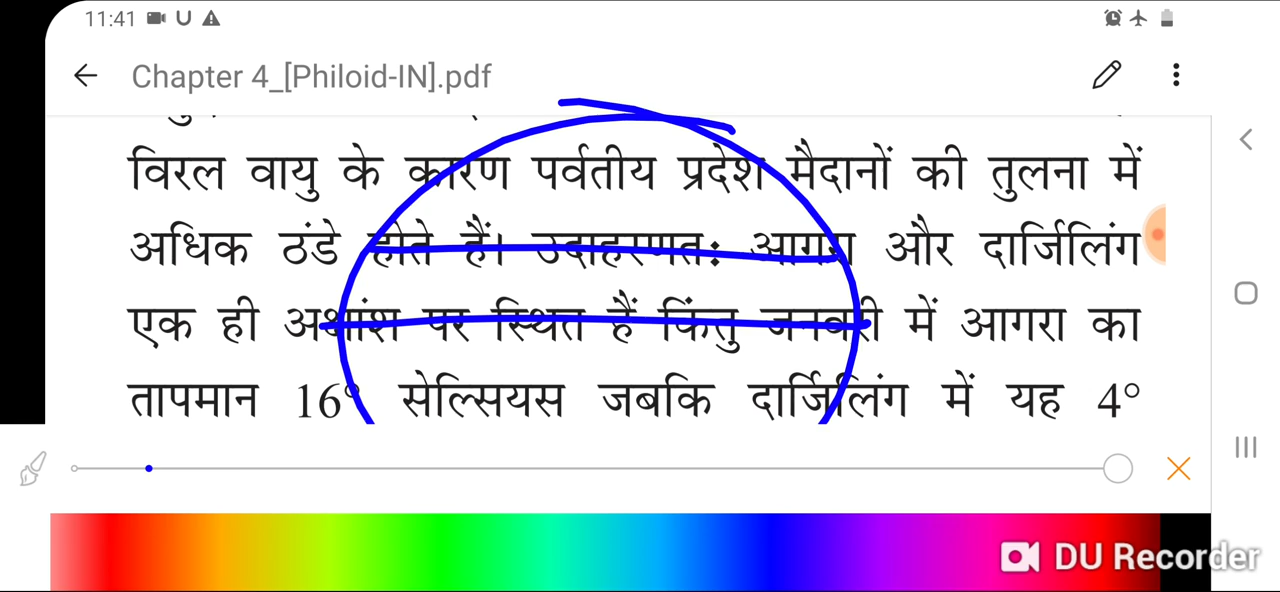 11:41
Chapter 4_[Philoid-IN].pdf
विरल वायु के कारण पर्वतीय प्रदेश मैदानों की तुलना में
अधिक ठंडे होते हैं। उदाहरणतः आगरा और दार्जिलिंग
एक ही अक्षांश पर स्थित हैं किंतु जनवरी में आगरा का
तापमान 16° सेल्सियस जबकि दार्जिलिंग में यह 4°
DU Recorder